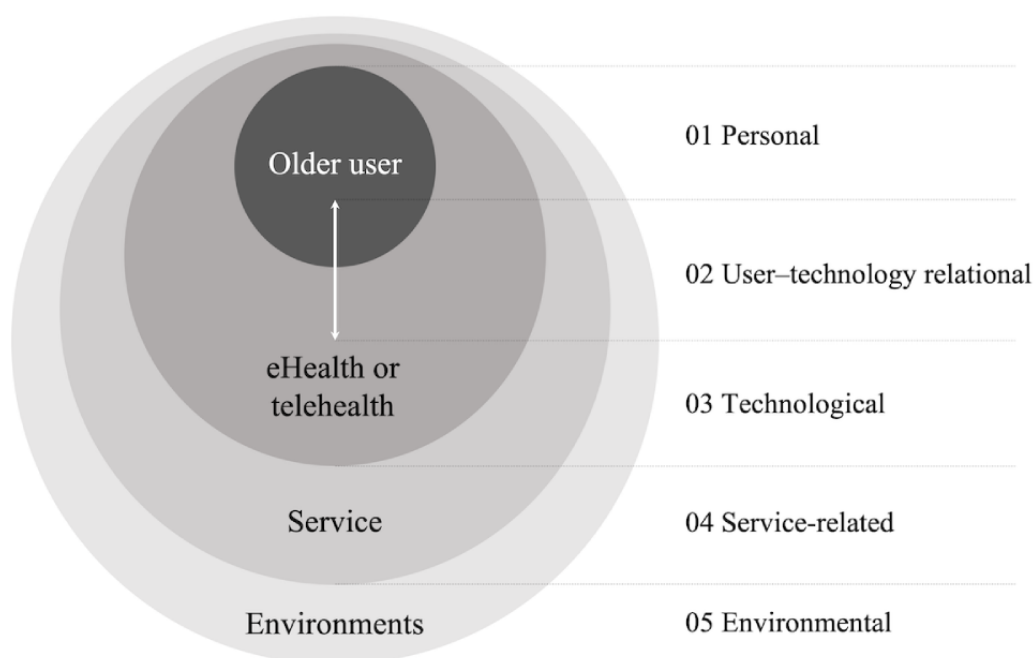 Older user
eHealth or
telehealth
Service
Environments
01 Personal
02 User–technology relational
03 Technological
04 Service-related
05 Environmental